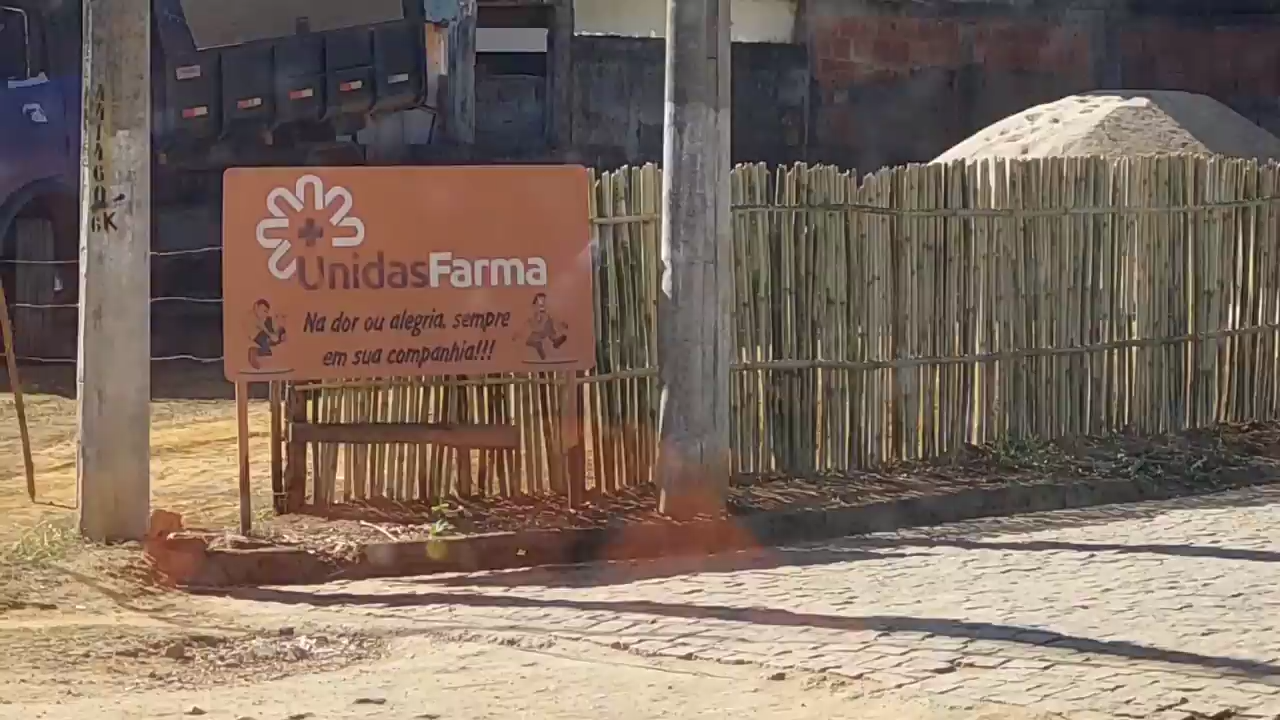 UnidasFarma
Na dor ou alegria, sempre
em sua companhia!!!